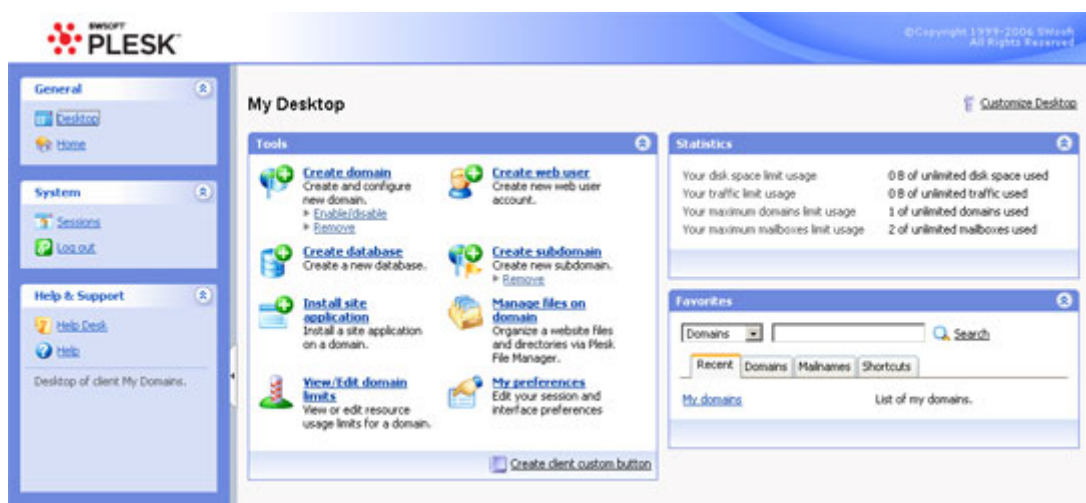 SWSOFT
PLESK
©Copyright 1999-2006 SWsoft
All Rights Reserved
General
Desktop
Home
System
Sessions
Log out
Help & Support
Help Desk
Help
Desktop of client My Domains.
My Desktop
Customize Desktop
Tools
Create domain
Create and configure
new domain.
Enable/disable
Remove
Create web user
Create new web user
account.
Create database
Create a new database.
Create subdomain
Create new subdomain.
Remove
Install site
application
Install a site application
on a domain.
Manage files on
domain
Organize a website files
and directories via Plesk
File Manager.
View/Edit domain
limits
View or edit resource
usage limits for a domain.
My preferences
Edit your session and
interface preferences
Create client custom button
Statistics
Your disk space limit usage 0 B of unlimited disk space used
Your traffic limit usage 0 B of unlimited traffic used
Your maximum domains limit usage 1 of unlimited domains used
Your maximum mailboxes limit usage 2 of unlimited mailboxes used
Favorites
Domains Search
Recent Domains Mailnames Shortcuts
My domains List of my domains.